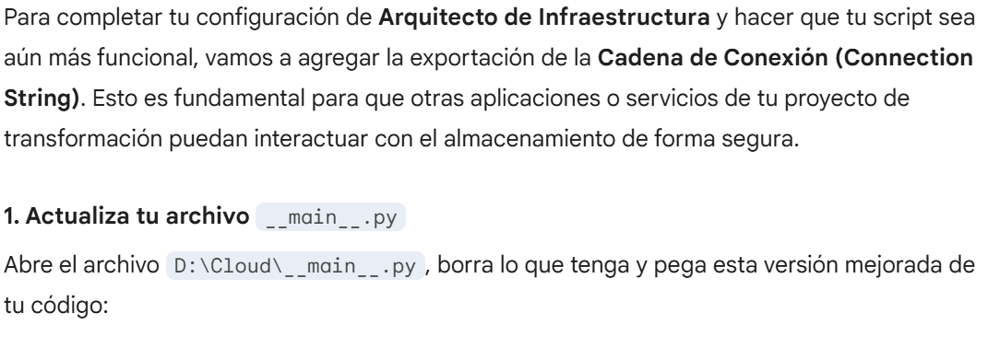 Para completar tu configuración de Arquitecto de Infraestructura y hacer que tu script sea
aún más funcional, vamos a agregar la exportación de la Cadena de Conexión (Connection
String). Esto es fundamental para que otras aplicaciones o servicios de tu proyecto de
transformación puedan interactuar con el almacenamiento de forma segura.
1. Actualiza tu archivo __main__.py
Abre el archivo D:\Cloud\__main__.py, borra lo que tenga y pega esta versión mejorada de
tu código: